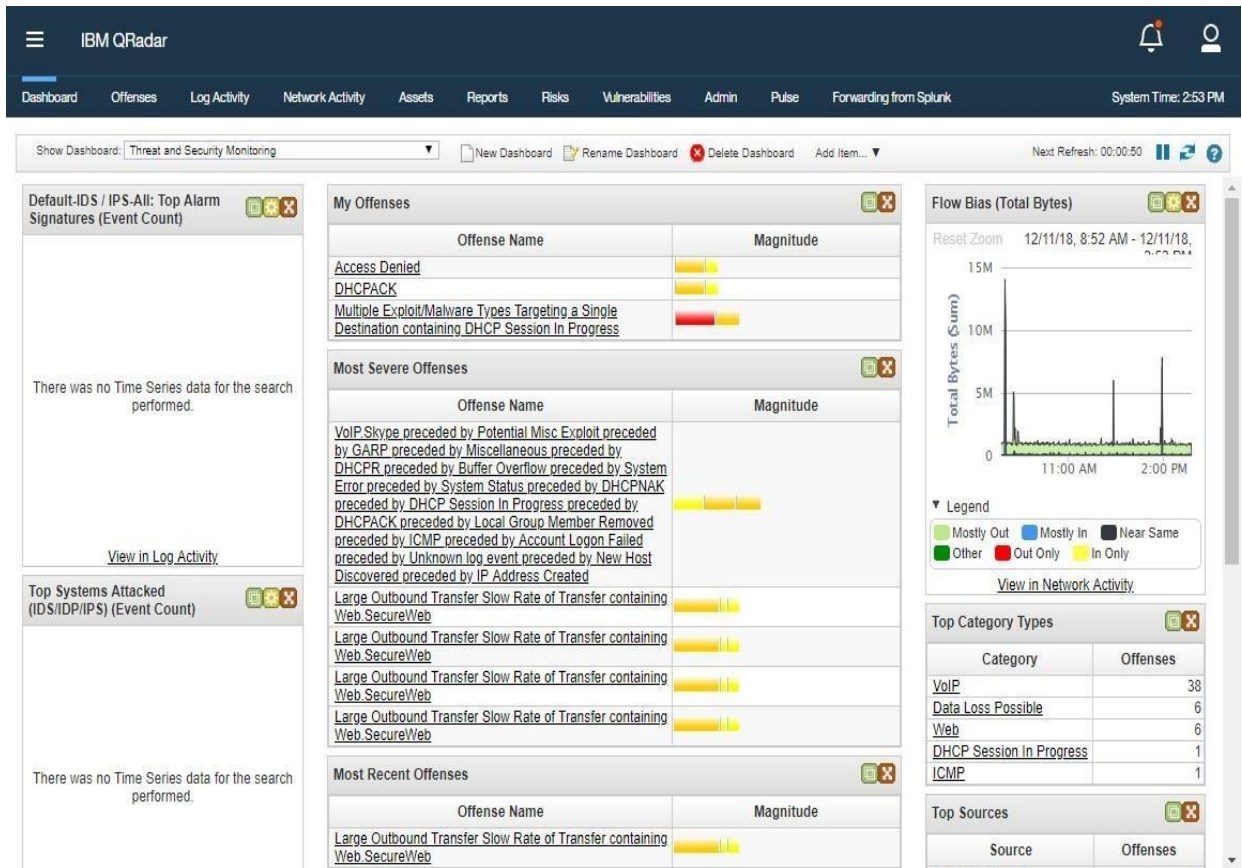 IBM QRadar
Dashboard Offenses Log Activity Network Activity Assets Reports Risks Vulnerabilities Admin Pulse Forwarding from Splunk System Time: 2:53 PM
Show Dashboard: Threat and Security Monitoring New Dashboard Rename Dashboard Delete Dashboard Add Item... Next Refresh: 00:00:50
Default-IDS / IPS-All: Top Alarm
Signatures (Event Count)
There was no Time Series data for the search
performed.
View in Log Activity
Top Systems Attacked
(IDS/IDP/IPS) (Event Count)
There was no Time Series data for the search
performed.
My Offenses
Offense Name Magnitude
Access Denied
DHCPACK
Multiple Exploit/Malware Types Targeting a Single
Destination containing DHCP Session In Progress
Most Severe Offenses
Offense Name Magnitude
VoIP.Skype preceded by Potential Misc Exploit preceded
by GARP preceded by Miscellaneous preceded by
DHCPR preceded by Buffer Overflow preceded by System
Error preceded by System Status preceded by DHCPNAK
preceded by DHCP Session In Progress preceded by
DHCPACK preceded by Local Group Member Removed
preceded by ICMP preceded by Account Logon Failed
preceded by Unknown log event preceded by New Host
Discovered preceded by IP Address Created
Large Outbound Transfer Slow Rate of Transfer containing
Web.SecureWeb
Large Outbound Transfer Slow Rate of Transfer containing
Web.SecureWeb
Large Outbound Transfer Slow Rate of Transfer containing
Web.SecureWeb
Large Outbound Transfer Slow Rate of Transfer containing
Web.SecureWeb
Most Recent Offenses
Offense Name Magnitude
Large Outbound Transfer Slow Rate of Transfer containing
Web.SecureWeb
Flow Bias (Total Bytes)
Reset Zoom 12/11/18, 8:52 AM - 12/11/18,
Total Bytes (Sum)
15M
10M
5M
0
11:00 AM 2:00 PM
Legend
Mostly Out Mostly In Near Same
Other Out Only In Only
View in Network Activity
Top Category Types
Category Offenses
VoIP 38
Data Loss Possible 6
Web 6
DHCP Session In Progress 1
ICMP 1
Top Sources
Source Offenses